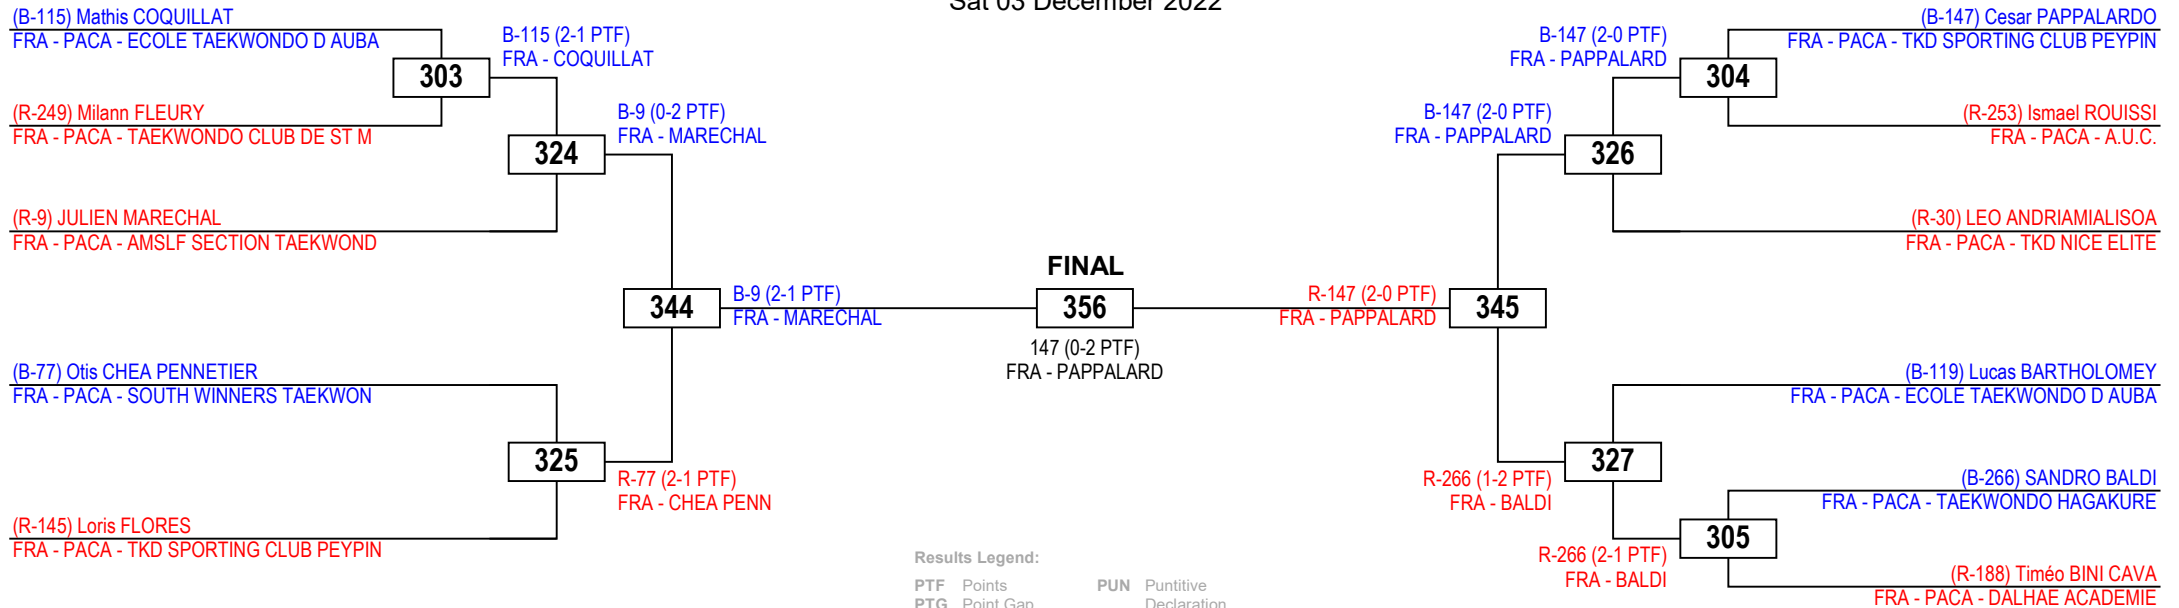 Sat 03 December 2022
(B-115) Mathis COQUILLAT
FRA - PACA - ECOLE TAEKWONDO D AUBA
303
(R-249) Milann FLEURY
FRA - PACA - TAEKWONDO CLUB DE ST M
B-115 (2-1 PTF)
FRA - COQUILLAT
324
(R-9) JULIEN MARECHAL
FRA - PACA - AMSLF SECTION TAEKWOND
B-9 (0-2 PTF)
FRA - MARECHAL
344
B-9 (2-1 PTF)
FRA - MARECHAL
(B-77) Otis CHEA PENNETIER
FRA - PACA - SOUTH WINNERS TAEKWON
325
(R-145) Loris FLORES
FRA - PACA - TKD SPORTING CLUB PEYPIN
R-77 (2-1 PTF)
FRA - CHEA PENN
FINAL
356
147 (0-2 PTF)
FRA - PAPPALARD
(B-147) Cesar PAPPALARDO
FRA - PACA - TKD SPORTING CLUB PEYPIN
B-147 (2-0 PTF)
FRA - PAPPALARD
304
(R-253) Ismael ROUISSI
FRA - PACA - A.U.C.
B-147 (2-0 PTF)
FRA - PAPPALARD
326
(R-30) LEO ANDRIAMIALISOA
FRA - PACA - TKD NICE ELITE
R-147 (2-0 PTF)
FRA - PAPPALARD
345
(B-119) Lucas BARTHOLOMEY
FRA - PACA - ECOLE TAEKWONDO D AUBA
327
R-266 (1-2 PTF)
FRA - BALDI
(B-266) SANDRO BALDI
FRA - PACA - TAEKWONDO HAGAKURE
305
R-266 (2-1 PTF)
FRA - BALDI
(R-188) Timéo BINI CAVA
FRA - PACA - DALHAE ACADEMIE
Results Legend:
PTF Points PUN Puntitive
PTG Point Gap Declaration